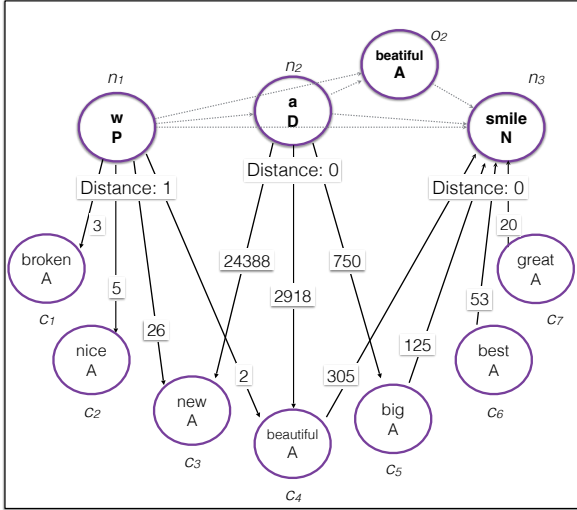 o2
beatiful
A
n1
n2
n3
w
P
a
D
smile
N
Distance: 1
Distance: 0
Distance: 0
3
5
26
2
24388
2918
750
305
125
53
20
broken
A
c1
nice
A
c2
new
A
c3
beautiful
A
c4
big
A
c5
best
A
c6
great
A
c7